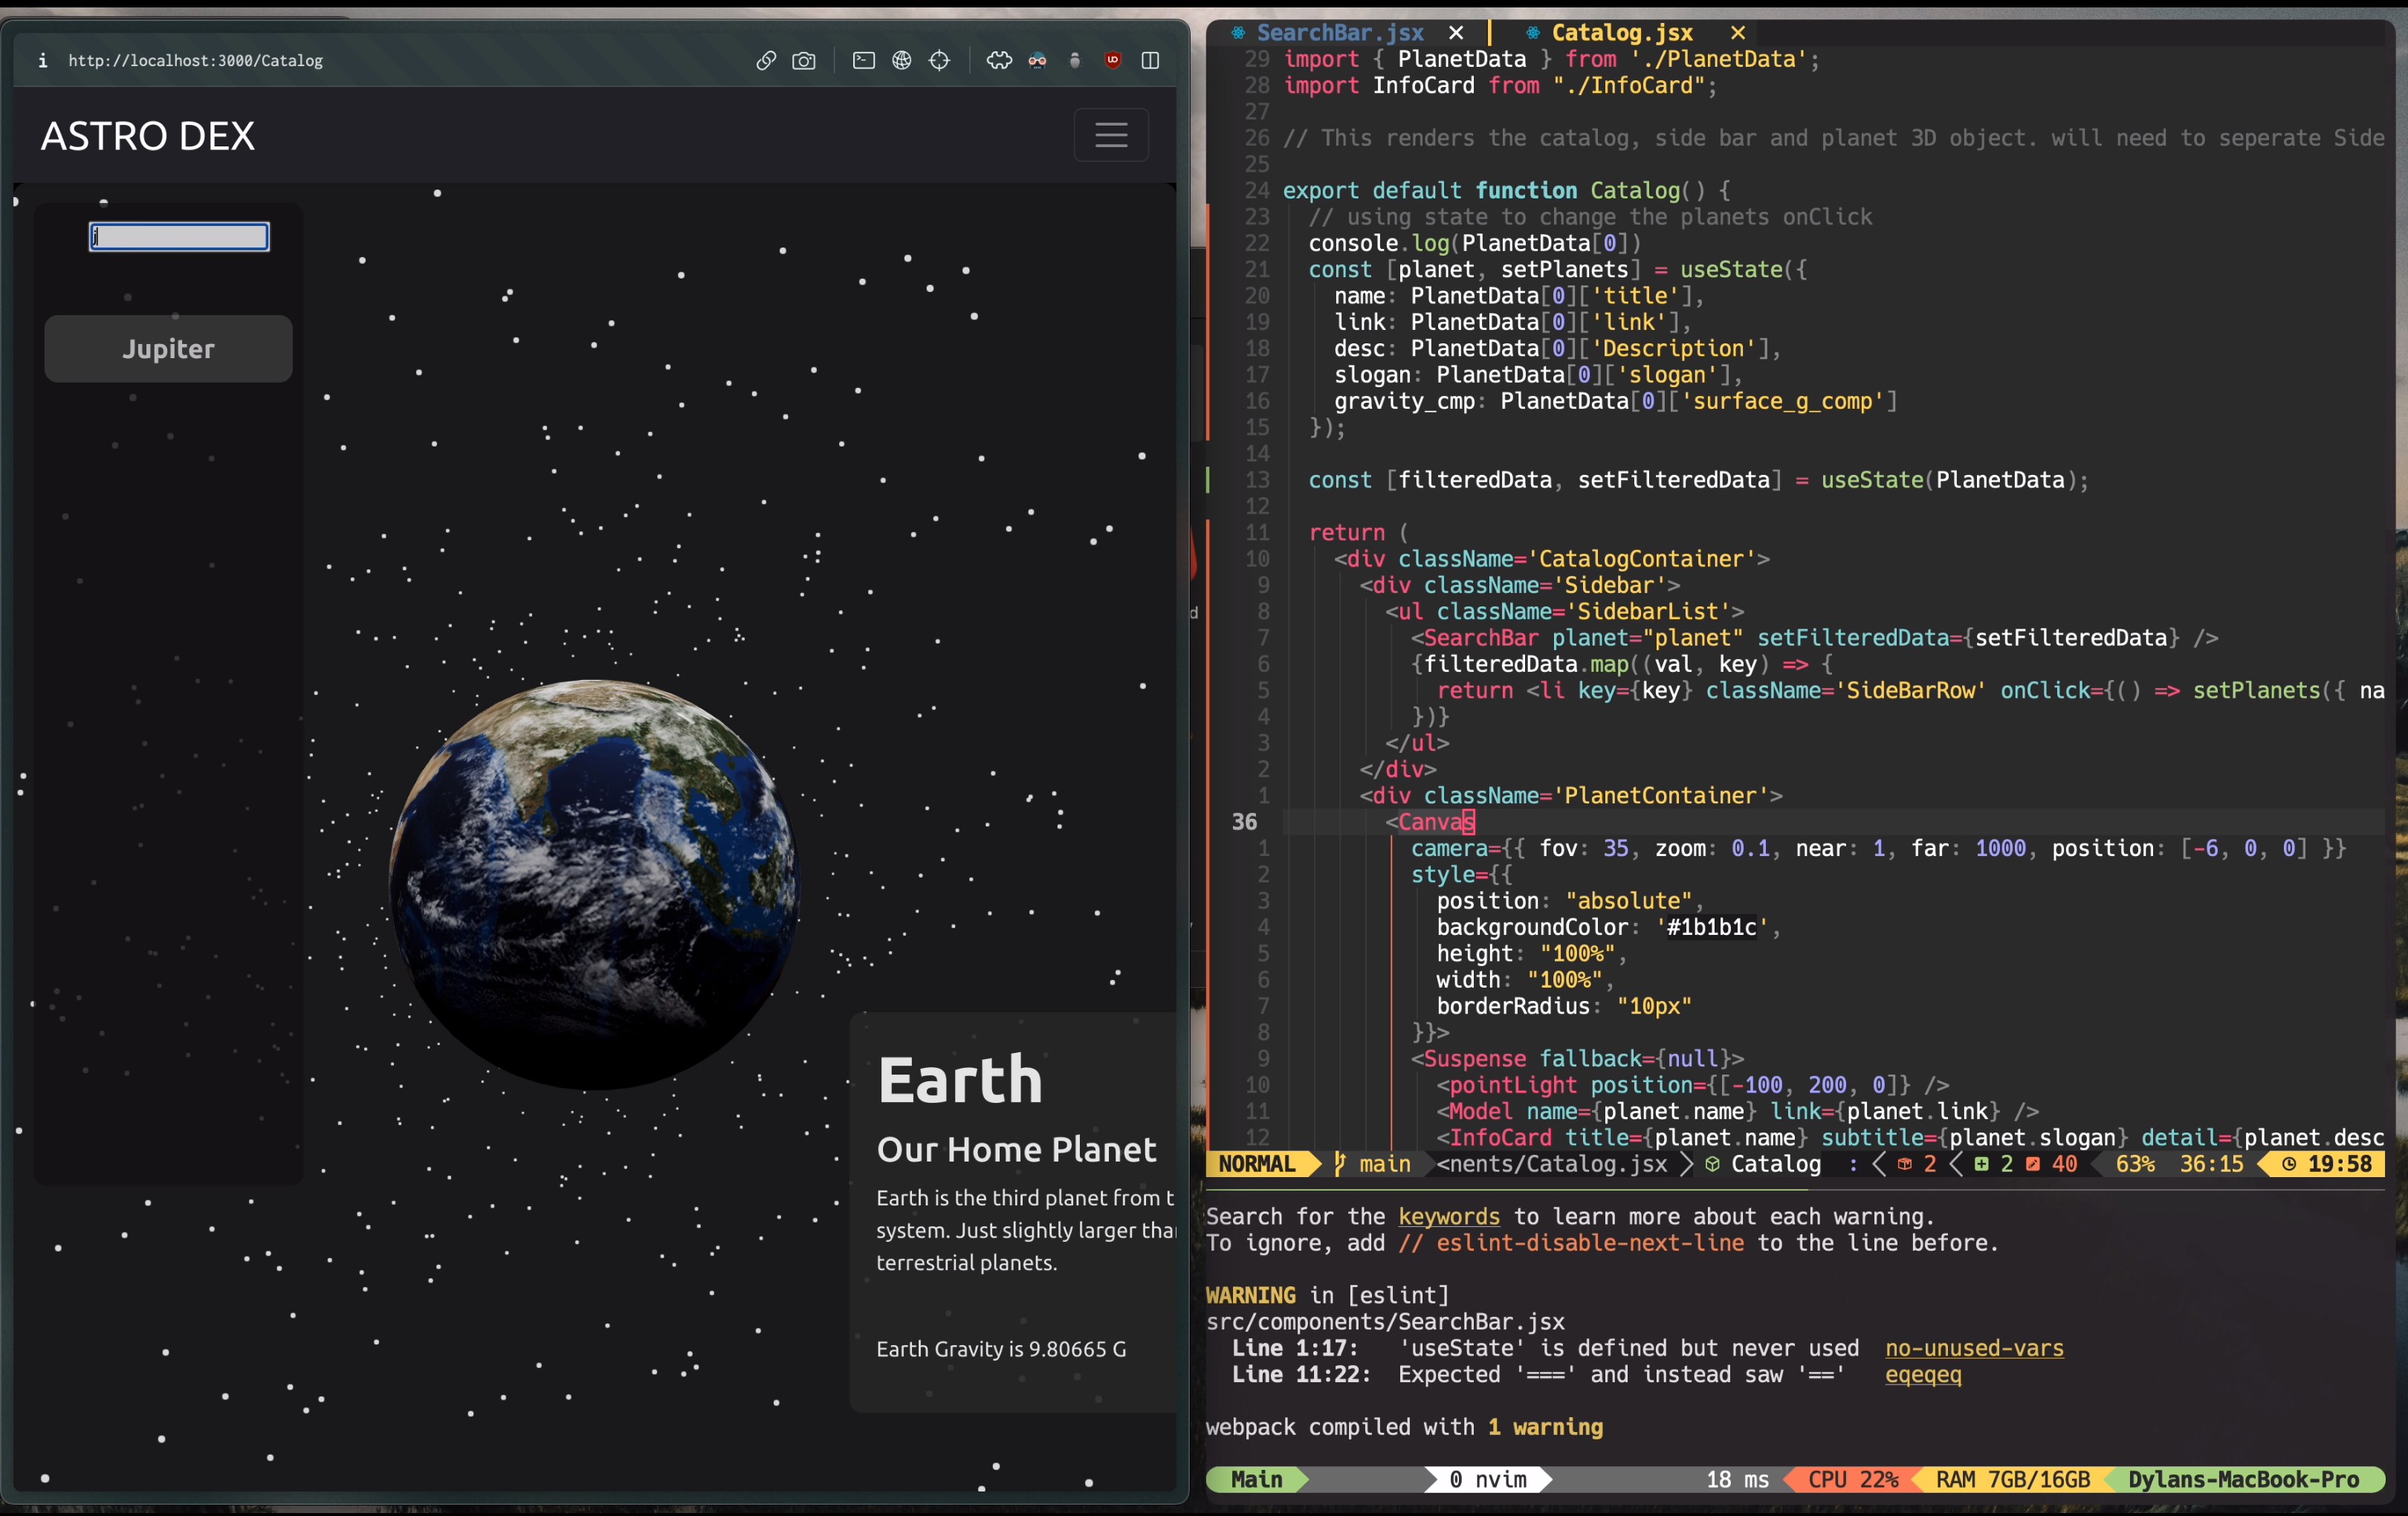 http://localhost:3000/Catalog
ASTRO DEX
j
Jupiter
Earth
Our Home Planet
Earth is the third planet from t
system. Just slightly larger than
terrestrial planets.
Earth Gravity is 9.80665 G
SearchBar.jsx ✕ Catalog.jsx ✕
29 import { PlanetData } from './PlanetData';
28 import InfoCard from "./InfoCard";
27
26 // This renders the catalog, side bar and planet 3D object. will need to seperate Side
25
24 export default function Catalog() {
23 // using state to change the planets onClick
22 console.log(PlanetData[0])
21 const [planet, setPlanets] = useState({
20 name: PlanetData[0]['title'],
19 link: PlanetData[0]['link'],
18 desc: PlanetData[0]['Description'],
17 slogan: PlanetData[0]['slogan'],
16 gravity_cmp: PlanetData[0]['surface_g_comp']
15 });
14
13 const [filteredData, setFilteredData] = useState(PlanetData);
12
11 return (
10 <div className='CatalogContainer'>
9 <div className='Sidebar'>
8 <ul className='SidebarList'>
7 <SearchBar planet="planet" setFilteredData={setFilteredData} />
6 {filteredData.map((val, key) => {
5 return <li key={key} className='SideBarRow' onClick={() => setPlanets({ na
4 })}
3 </ul>
2 </div>
1 <div className='PlanetContainer'>
36 <Canvas
1 camera={{ fov: 35, zoom: 0.1, near: 1, far: 1000, position: [-6, 0, 0] }}
2 style={{
3 position: "absolute",
4 backgroundColor: '#1b1b1c',
5 height: "100%",
6 width: "100%",
7 borderRadius: "10px"
8 }}>
9 <Suspense fallback={null}>
10 <pointLight position={[-100, 200, 0]} />
11 <Model name={planet.name} link={planet.link} />
12 <InfoCard title={planet.name} subtitle={planet.slogan} detail={planet.desc
NORMAL main <nents/Catalog.jsx Catalog : 2 2 40 63% 36:15 19:58
Search for the keywords to learn more about each warning.
To ignore, add // eslint-disable-next-line to the line before.
WARNING in [eslint]
src/components/SearchBar.jsx
Line 1:17: 'useState' is defined but never used no-unused-vars
Line 11:22: Expected '===' and instead saw '==' eqeqeq
webpack compiled with 1 warning
Main 0 nvim 18 ms CPU 22% RAM 7GB/16GB Dylans-MacBook-Pro